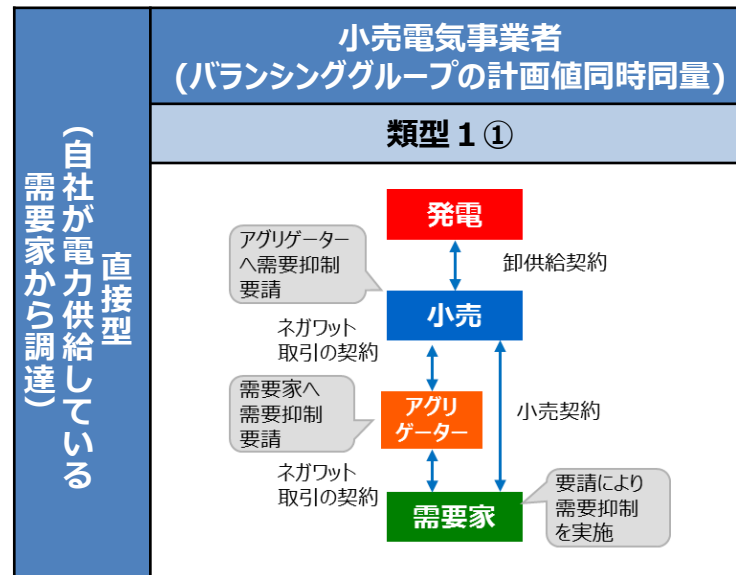 小売電気事業者
(バランシンググループの計画値同時同量)
類型１①
直接型
（自社が電力供給している
需要家から調達）
発電
アグリゲーター
へ需要抑制
要請
卸供給契約
小売
ネガワット
取引の契約
需要家へ
需要抑制
要請
アグリ
ゲーター
小売契約
ネガワット
取引の契約
需要家
要請により
需要抑制
を実施